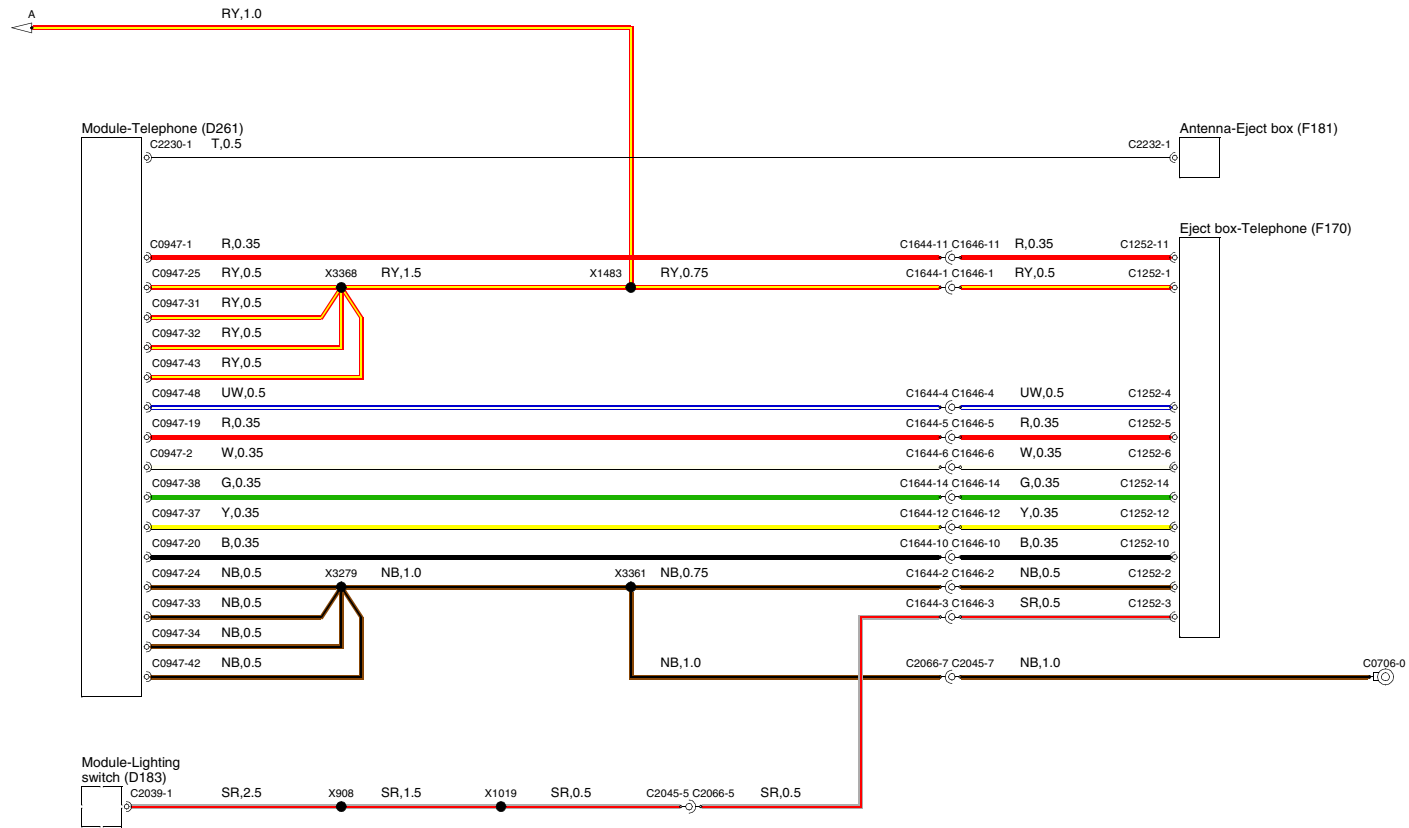 A RY,1.0
Module-Telephone (D261) Antenna-Eject box (F181)
C2230-1 T,0.5 C2232-1
Eject box-Telephone (F170)
C0947-1 R,0.35 C1644-11 C1646-11 R,0.35 C1252-11
C0947-25 RY,0.5 X3368 RY,1.5 X1483 RY,0.75 C1644-1 C1646-1 RY,0.5 C1252-1
C0947-31 RY,0.5
C0947-32 RY,0.5
C0947-43 RY,0.5
C0947-48 UW,0.5 C1644-4 C1646-4 UW,0.5 C1252-4
C0947-19 R,0.35 C1644-5 C1646-5 R,0.35 C1252-5
C0947-2 W,0.35 C1644-6 C1646-6 W,0.35 C1252-6
C0947-38 G,0.35 C1644-14 C1646-14 G,0.35 C1252-14
C0947-37 Y,0.35 C1644-12 C1646-12 Y,0.35 C1252-12
C0947-20 B,0.35 C1644-10 C1646-10 B,0.35 C1252-10
C0947-24 NB,0.5 X3279 NB,1.0 X3361 NB,0.75 C1644-2 C1646-2 NB,0.5 C1252-2
C0947-33 NB,0.5 C1644-3 C1646-3 SR,0.5 C1252-3
C0947-34 NB,0.5
C0947-42 NB,0.5 NB,1.0 C2066-7 C2045-7 NB,1.0 C0706-0
Module-Lighting
switch (D183)
C2039-1 SR,2.5 X908 SR,1.5 X1019 SR,0.5 C2045-5 C2066-5 SR,0.5